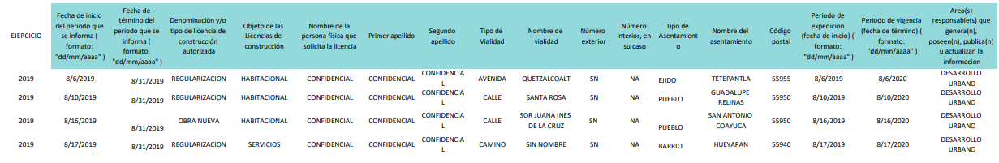 EJERCICIO Fecha de inicio del periodo que se informa ( formato: "dd/mm/aaaa" ) Fecha de término del periodo que se informa ( formato: "dd/mm/aaaa" ) Denominación y/o tipo de licencia de construcción autorizada Objeto de las Licencias de construcción Nombre de la persona física que solicita la licencia Primer apellido Segundo apellido Tipo de Vialidad Nombre de vialidad Número exterior Número interior, en su caso Tipo de Asentamiento Nombre del asentamiento Código postal Periodo de expedicion (fecha de inicio) ( formato: "dd/mm/aaaa" ) Periodo de vigencia (fecha de término) ( formato: "dd/mm/aaaa" ) Area(s) responsable(s) que genera(n), poseen(n), publica(n) u actualizan la informacion
2019 8/6/2019 8/31/2019 REGULARIZACION HABITACIONAL CONFIDENCIAL CONFIDENCIAL CONFIDENCIAL AVENIDA QUETZALCOALT SN NA EJIDO TETEPANTLA 55955 8/6/2019 8/6/2020 DESARROLLO URBANO
2019 8/10/2019 8/31/2019 REGULARIZACION HABITACIONAL CONFIDENCIAL CONFIDENCIAL CONFIDENCIAL CALLE SANTA ROSA SN NA PUEBLO GUADALUPE RELINAS 55950 8/10/2019 8/10/2020 DESARROLLO URBANO
2019 8/16/2019 8/31/2019 OBRA NUEVA HABITACIONAL CONFIDENCIAL CONFIDENCIAL CONFIDENCIAL CALLE SOR JUANA INES DE LA CRUZ SN NA PUEBLO SAN ANTONIO COAYUCA 55950 8/16/2019 8/16/2020 DESARROLLO URBANO
2019 8/17/2019 8/31/2019 REGULARIZACION SERVICIOS CONFIDENCIAL CONFIDENCIAL CONFIDENCIAL CAMINO SIN NOMBRE SN NA BARRIO HUEYAPAN 55940 8/17/2019 8/17/2020 DESARROLLO URBANO